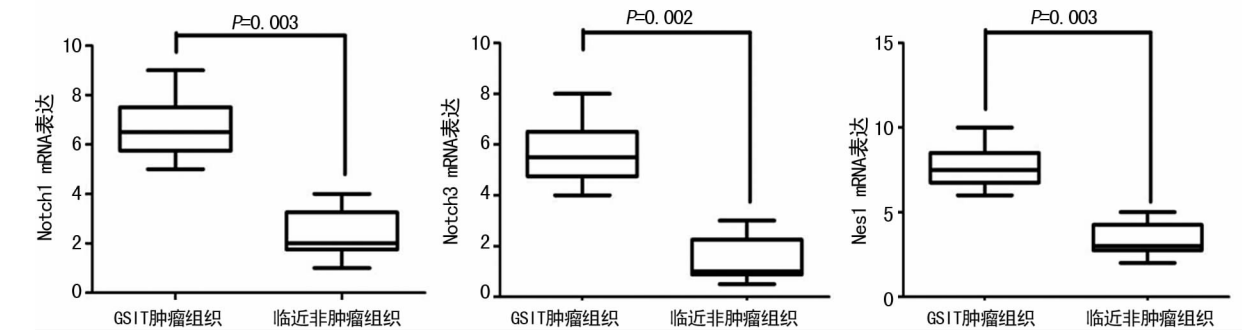 P=0.003
10
8
6
4
2
0
Notch1 mRNA表达
GSIT肿瘤组织
临近非肿瘤组织
P=0.002
10
8
6
4
2
0
Notch3 mRNA表达
GSIT肿瘤组织
临近非肿瘤组织
P=0.003
15
10
5
0
Nes1 mRNA表达
GSIT肿瘤组织
临近非肿瘤组织